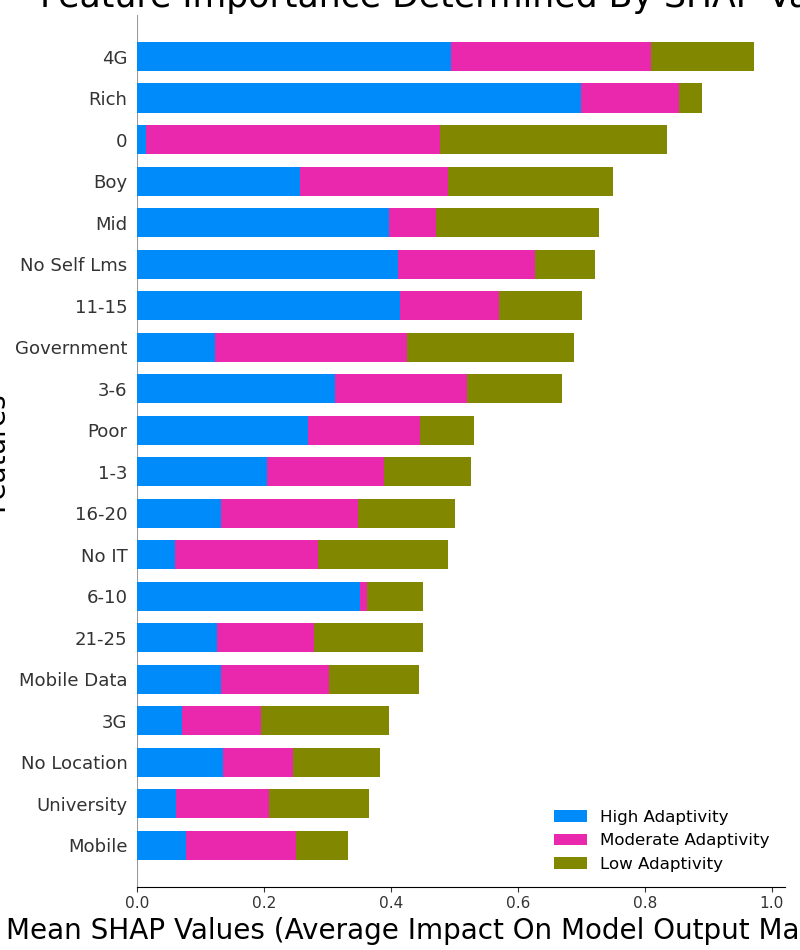 Feature Importance Determined By SHAP Va
4G
Rich
0
Boy
Mid
No Self Lms
11-15
Government
3-6
Features
Poor
1-3
16-20
No IT
6-10
21-25
Mobile Data
3G
No Location
University
Mobile
High Adaptivity
Moderate Adaptivity
Low Adaptivity
0.0 0.2 0.4 0.6 0.8 1.0
Mean SHAP Values (Average Impact On Model Output Ma